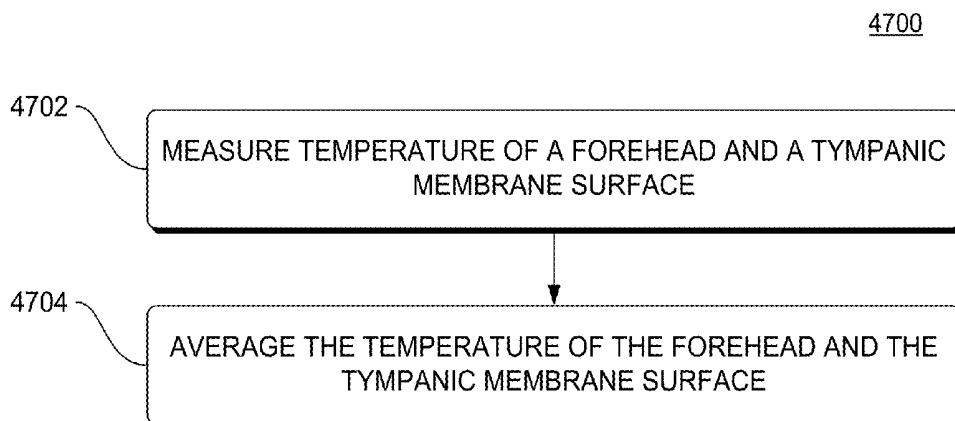 4700
4702
MEASURE TEMPERATURE OF A FOREHEAD AND A TYMPANIC
MEMBRANE SURFACE
4704
AVERAGE THE TEMPERATURE OF THE FOREHEAD AND THE
TYMPANIC MEMBRANE SURFACE